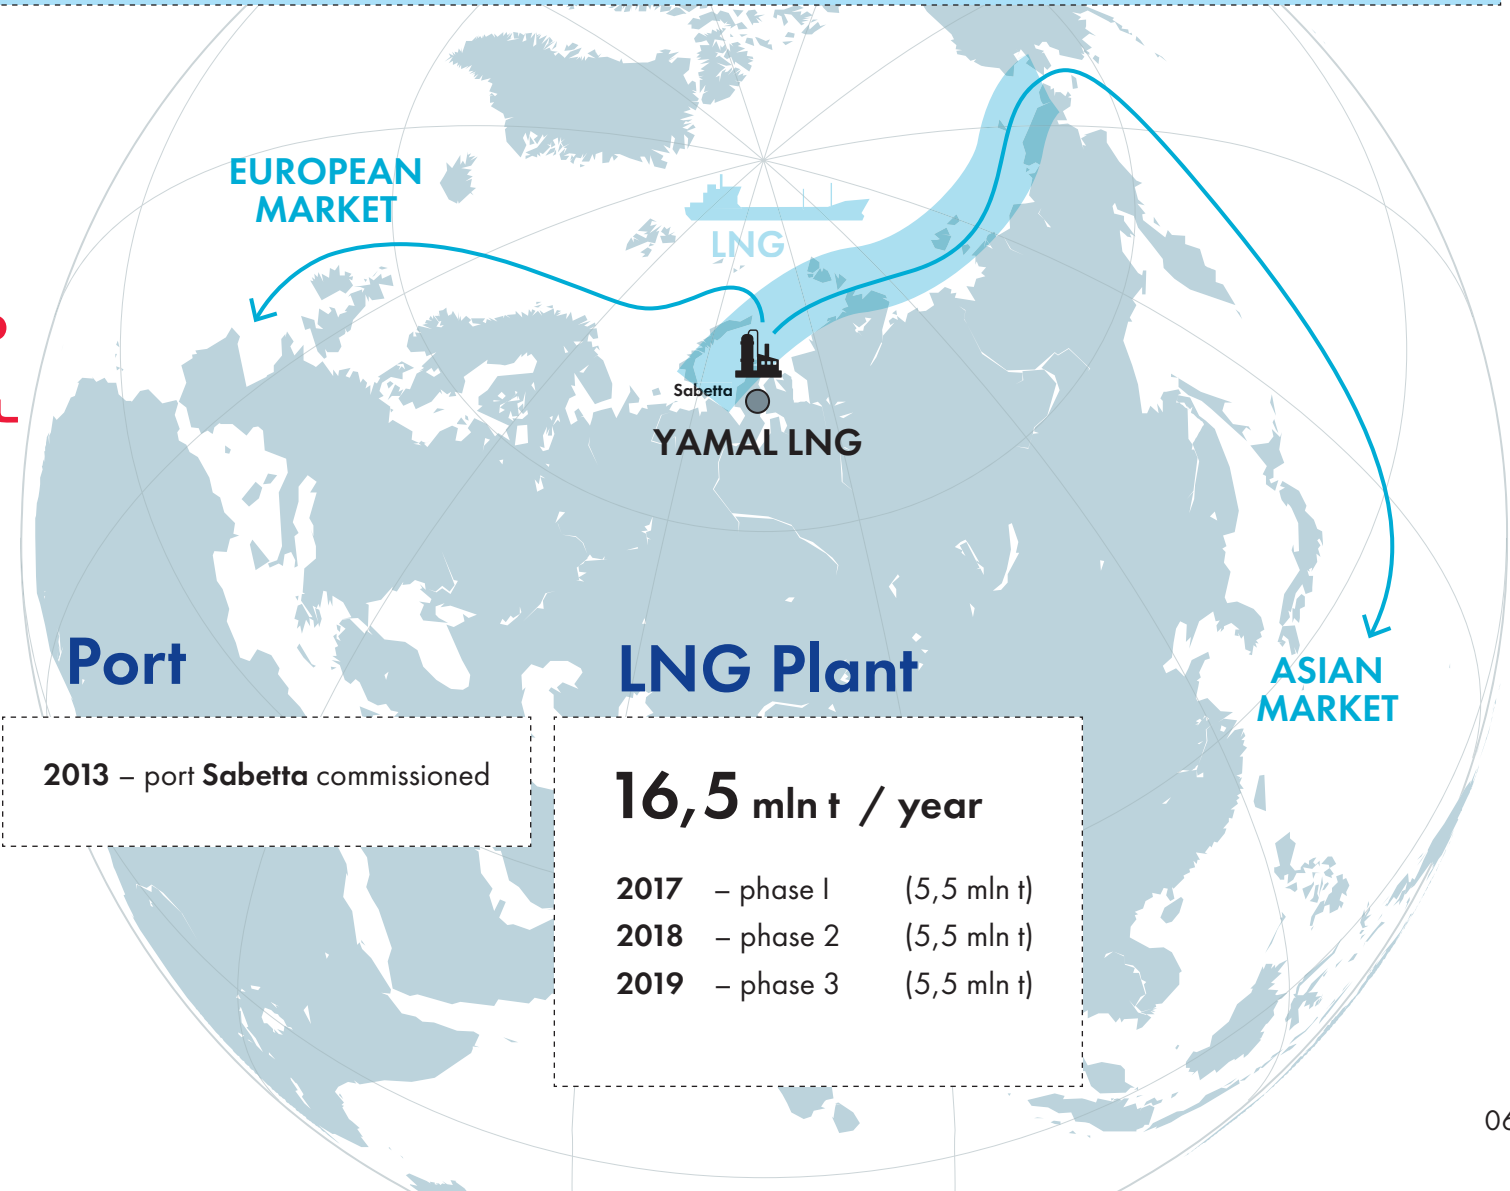 EUROPEAN
MARKET
LNG
Sabetta
YAMAL LNG
ASIAN
MARKET
Port
2013 – port Sabetta commissioned
LNG Plant
16,5 mln t / year
2017 – phase I (5,5 mln t)
2018 – phase 2 (5,5 mln t)
2019 – phase 3 (5,5 mln t)